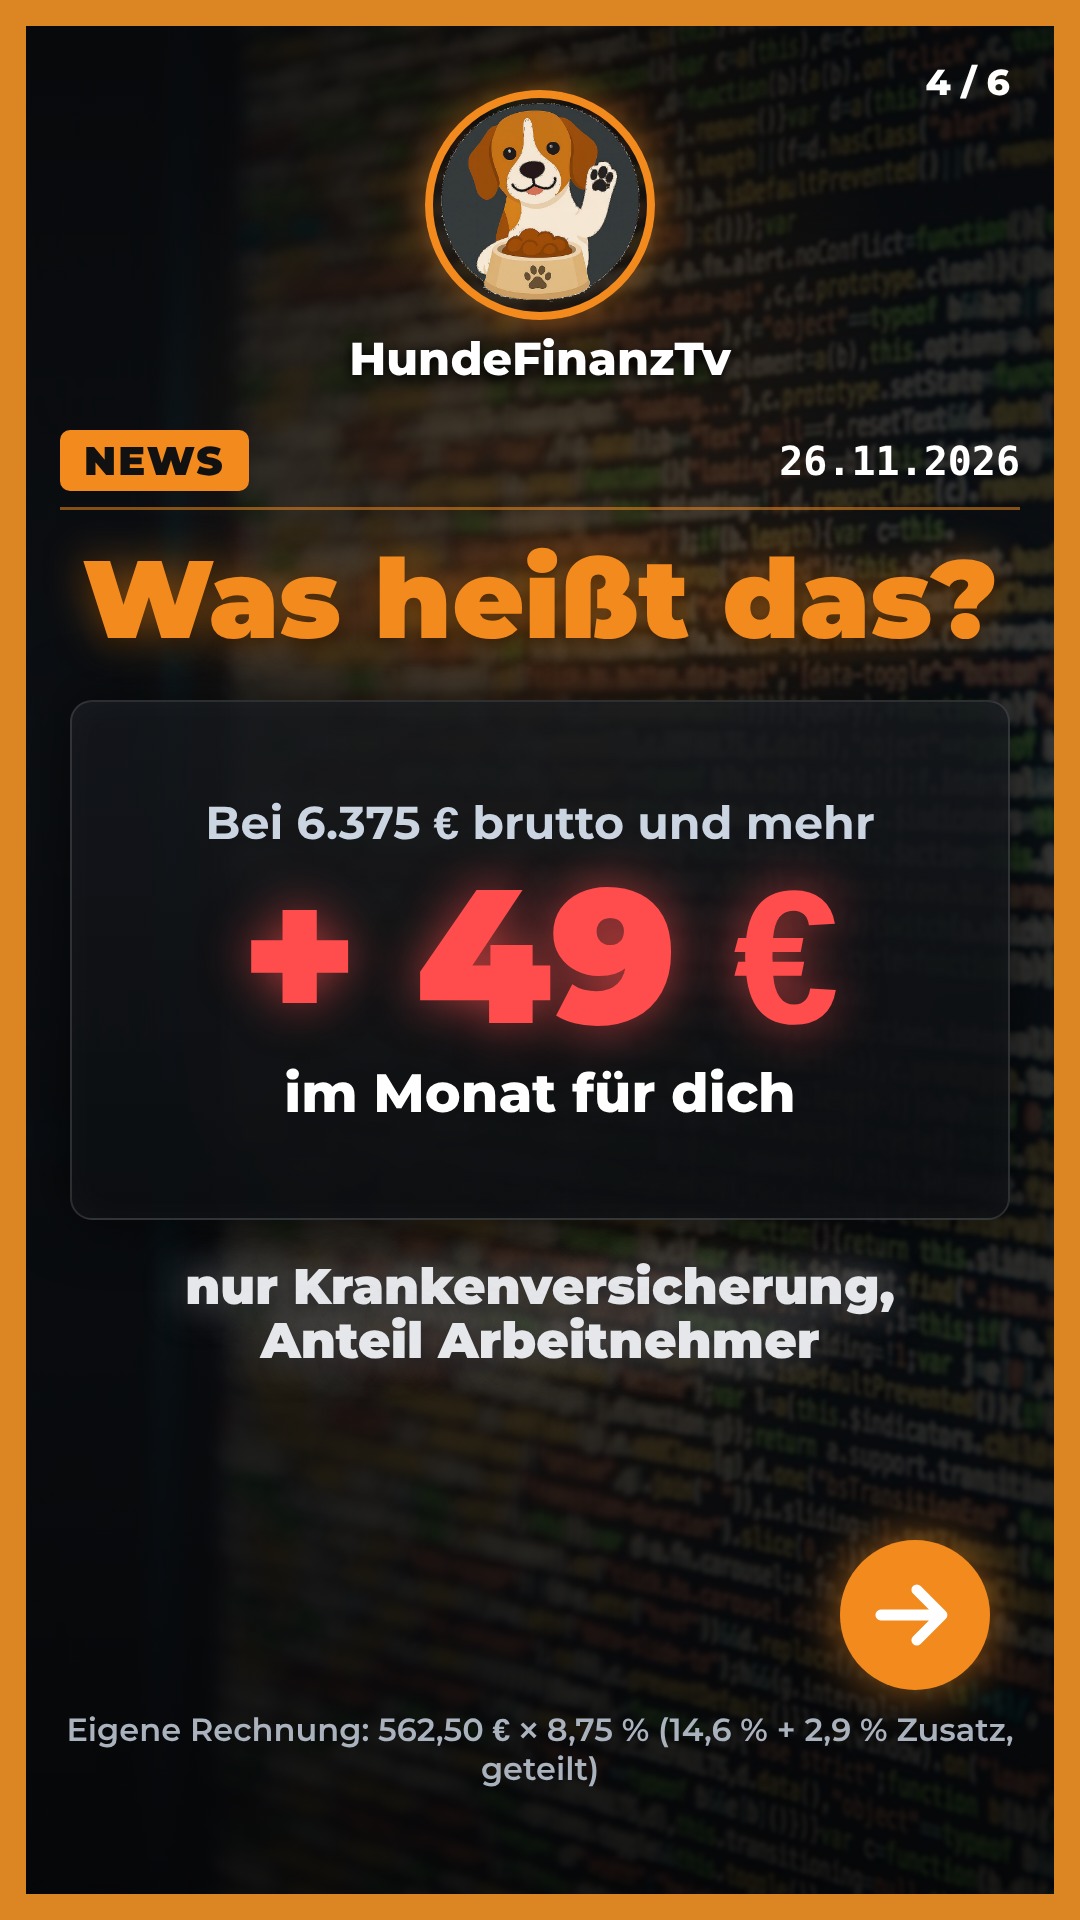 4 / 6
HundeFinanzTv
NEWS
26.11.2026
Was heißt das?
Bei 6.375 € brutto und mehr
+ 49 €
im Monat für dich
nur Krankenversicherung,
Anteil Arbeitnehmer
Eigene Rechnung: 562,50 € × 8,75 % (14,6 % + 2,9 % Zusatz,
geteilt)